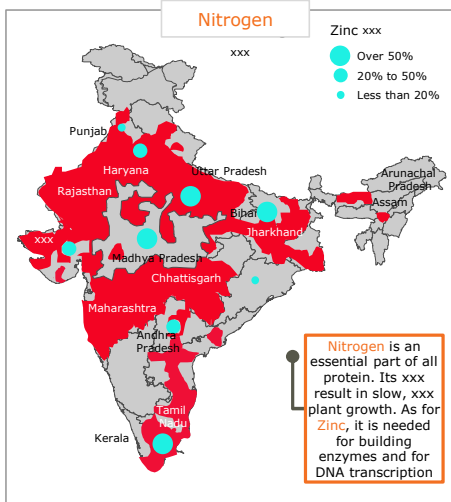 Nitrogen
Zinc xxx
xxx
Over 50%
20% to 50%
Less than 20%
Punjab
Haryana
Uttar Pradesh
Arunachal
Pradesh
Rajasthan
Assam
Bihar
xxx
Jharkhand
Madhya Pradesh
Chhattisgarh
Maharashtra
Andhra
Pradesh
Tamil
Nadu
Kerala
Nitrogen is an
essential part of all
protein. Its xxx
result in slow, xxx
plant growth. As for
Zinc, it is needed
for building
enzymes and for
DNA transcription